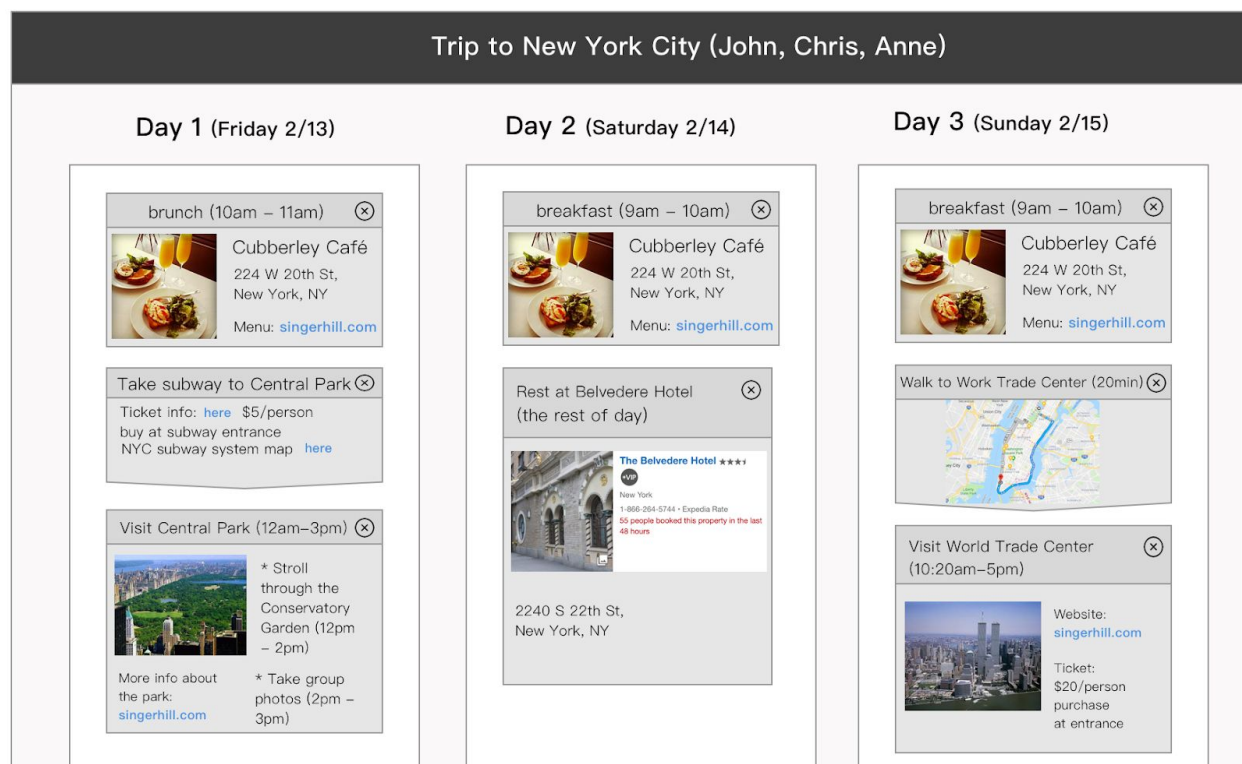 Trip to New York City (John, Chris, Anne)
Day 1 (Friday 2/13)
brunch (10am – 11am)
Cubberley Café
224 W 20th St,
New York, NY
Menu: singerhill.com
Take subway to Central Park
Ticket info: here $5/person
buy at subway entrance
NYC subway system map here
Visit Central Park (12am–3pm)
* Stroll
through the
Conservatory
Garden (12pm
– 2pm)
More info about
the park:
singerhill.com
* Take group
photos (2pm –
3pm)
Day 2 (Saturday 2/14)
breakfast (9am – 10am)
Cubberley Café
224 W 20th St,
New York, NY
Menu: singerhill.com
Rest at Belvedere Hotel
(the rest of day)
The Belvedere Hotel
+VIP
New York
1-866-264-5744 • Expedia Rate
55 people booked this property in the last
48 hours
2240 S 22th St,
New York, NY
Day 3 (Sunday 2/15)
breakfast (9am – 10am)
Cubberley Café
224 W 20th St,
New York, NY
Menu: singerhill.com
Walk to Work Trade Center (20min)
Visit World Trade Center
(10:20am–5pm)
Website:
singerhill.com
Ticket:
$20/person
purchase
at entrance